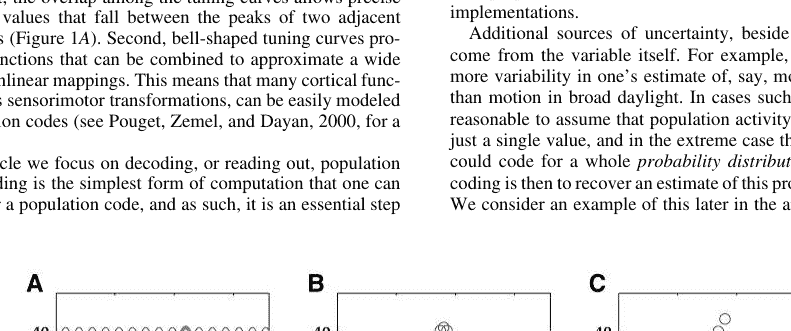 , the overlap among the tuning curves allows precise
values that fall between the peaks of two adjacent
s (Figure 1A). Second, bell-shaped tuning curves pro-
nctions that can be combined to approximate a wide
nlinear mappings. This means that many cortical func-
s sensorimotor transformations, can be easily modeled
ion codes (see Pouget, Zemel, and Dayan, 2000, for a
cle we focus on decoding, or reading out, population
ding is the simplest form of computation that one can
a population code, and as such, it is an essential step
implementations.
Additional sources of uncertainty, beside
come from the variable itself. For example,
more variability in one's estimate of, say, mo
than motion in broad daylight. In cases such
reasonable to assume that population activity
just a single value, and in the extreme case th
could code for a whole probability distribut
coding is then to recover an estimate of this pro
We consider an example of this later in the a
A B C